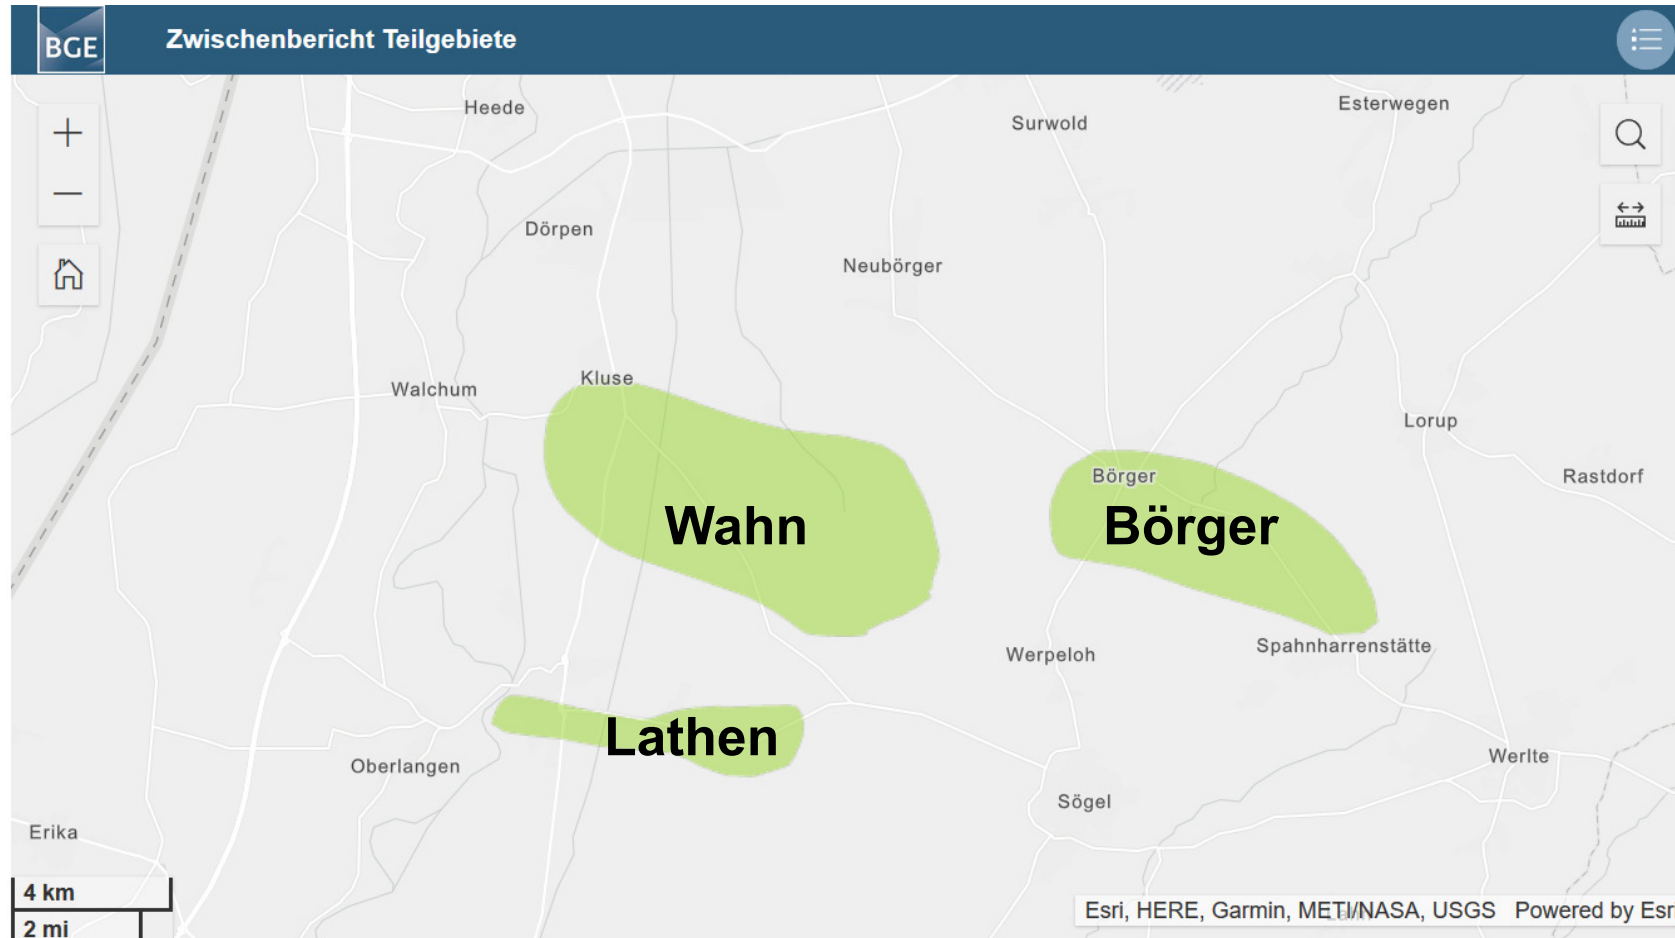 BGE
Zwischenbericht Teilgebiete
Heede
Surwold
Esterwegen
Dörpen
Neubörger
Kluse
Walchum
Lorup
Börger
Rastdorf
Wahn
Börger
Werpeloh
Spahnharrenstätte
Lathen
Oberlangen
Werlte
Sögel
Erika
4 km
2 mi
Esri, HERE, Garmin, METI/NASA, USGS Powered by Esri